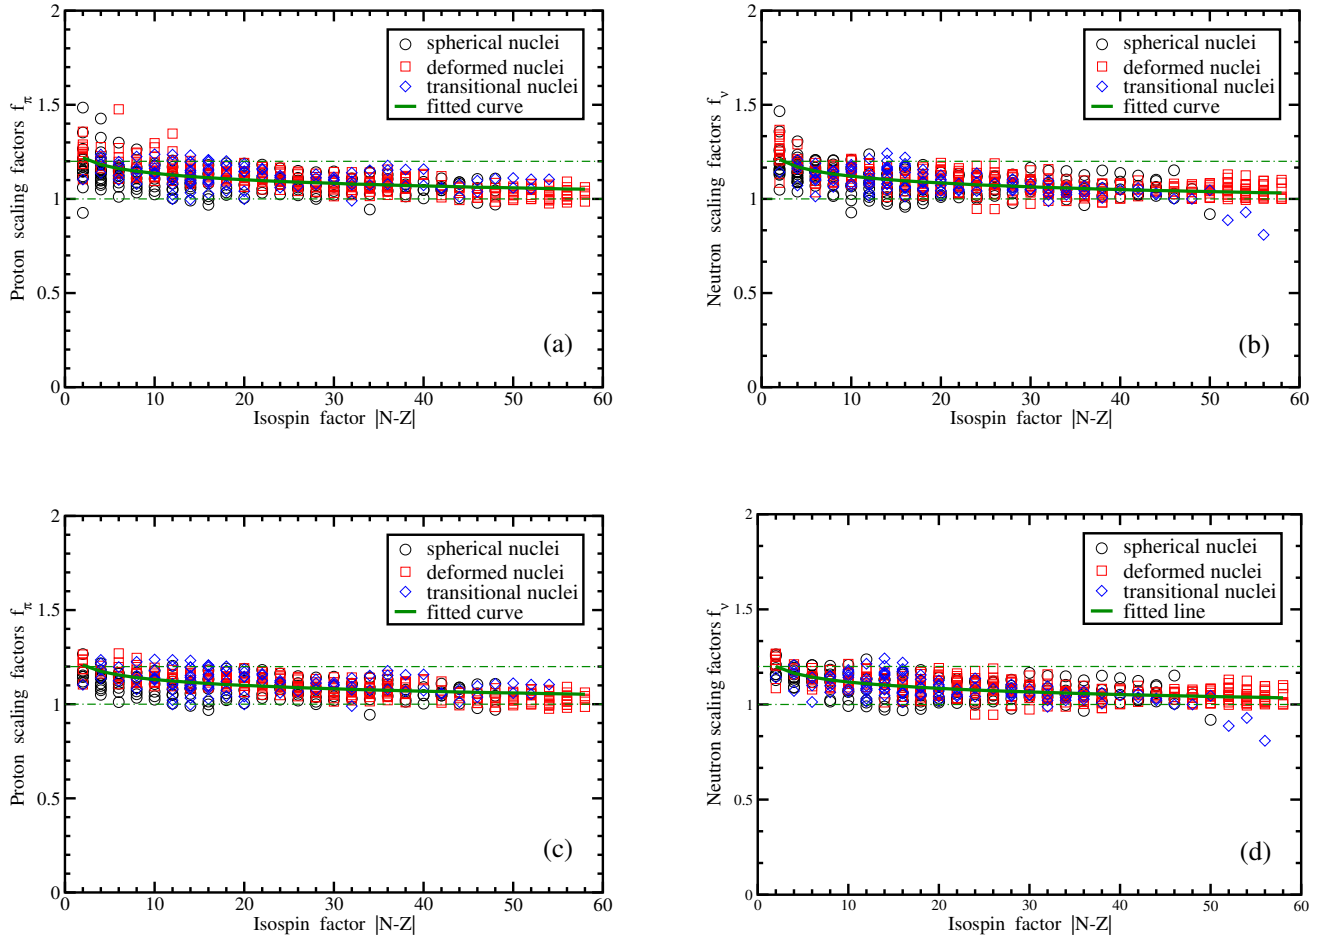 2
1.5
1
0.5
0
Proton scaling factors f_π
spherical nuclei
deformed nuclei
transitional nuclei
fitted curve
(a)
0 10 20 30 40 50 60
Isospin factor |N-Z|
2
1.5
1
0.5
0
Neutron scaling factors f_ν
spherical nuclei
deformed nuclei
transitional nuclei
fitted curve
(b)
0 10 20 30 40 50 60
Isospin factor |N-Z|
2
1.5
1
0.5
0
Proton scaling factors f_π
spherical nuclei
deformed nuclei
transitional nuclei
fitted curve
(c)
0 10 20 30 40 50 60
Isospin factor |N-Z|
2
1.5
1
0.5
0
Neutron scaling factors f_ν
spherical nuclei
deformed nuclei
transitional nuclei
fitted line
(d)
0 10 20 30 40 50 60
Isospin factor |N-Z|